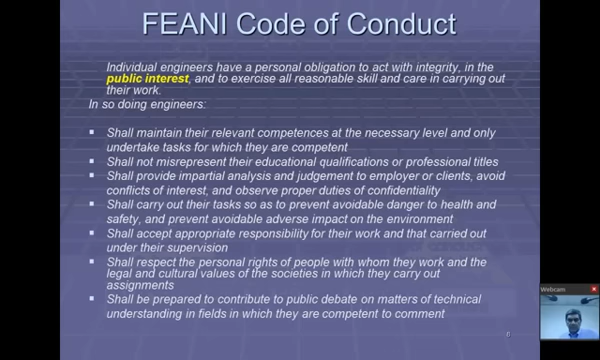 FEANI Code of Conduct
Individual engineers have a personal obligation to act with integrity, in the
public interest, and to exercise all reasonable skill and care in carrying out
their work.
In so doing engineers:
▪ Shall maintain their relevant competences at the necessary level and only
undertake tasks for which they are competent
▪ Shall not misrepresent their educational qualifications or professional titles
▪ Shall provide impartial analysis and judgement to employer or clients, avoid
conflicts of interest, and observe proper duties of confidentiality
▪ Shall carry out their tasks so as to prevent avoidable danger to health and
safety, and prevent avoidable adverse impact on the environment
▪ Shall accept appropriate responsibility for their work and that carried out
under their supervision
▪ Shall respect the personal rights of people with whom they work and the
legal and cultural values of the societies in which they carry out
assignments
▪ Shall be prepared to contribute to public debate on matters of technical
understanding in fields in which they are competent to comment
Webcam